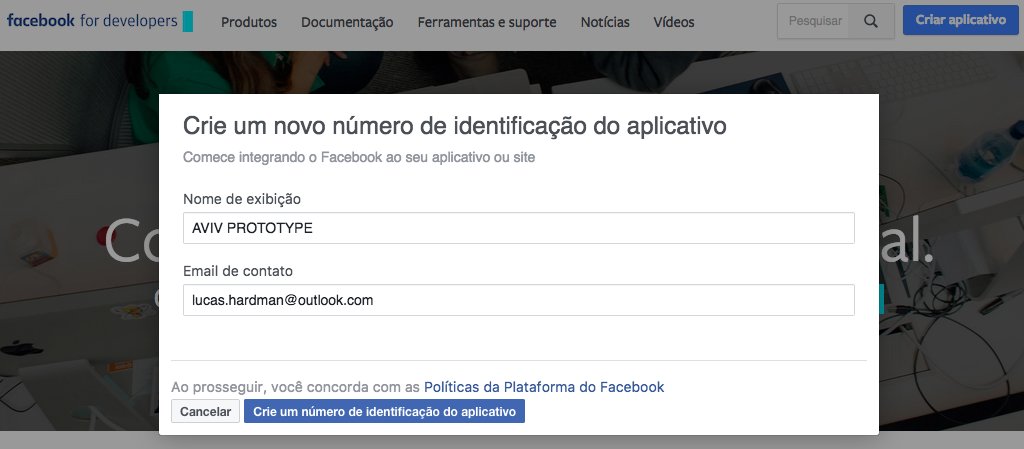 facebook for developers Produtos Documentação Ferramentas e suporte Notícias Vídeos Pesquisar Criar aplicativo
Crie um novo número de identificação do aplicativo
Comece integrando o Facebook ao seu aplicativo ou site
Nome de exibição
AVIV PROTOTYPE
Email de contato
lucas.hardman@outlook.com
Ao prosseguir, você concorda com as Políticas da Plataforma do Facebook
Cancelar Crie um número de identificação do aplicativo